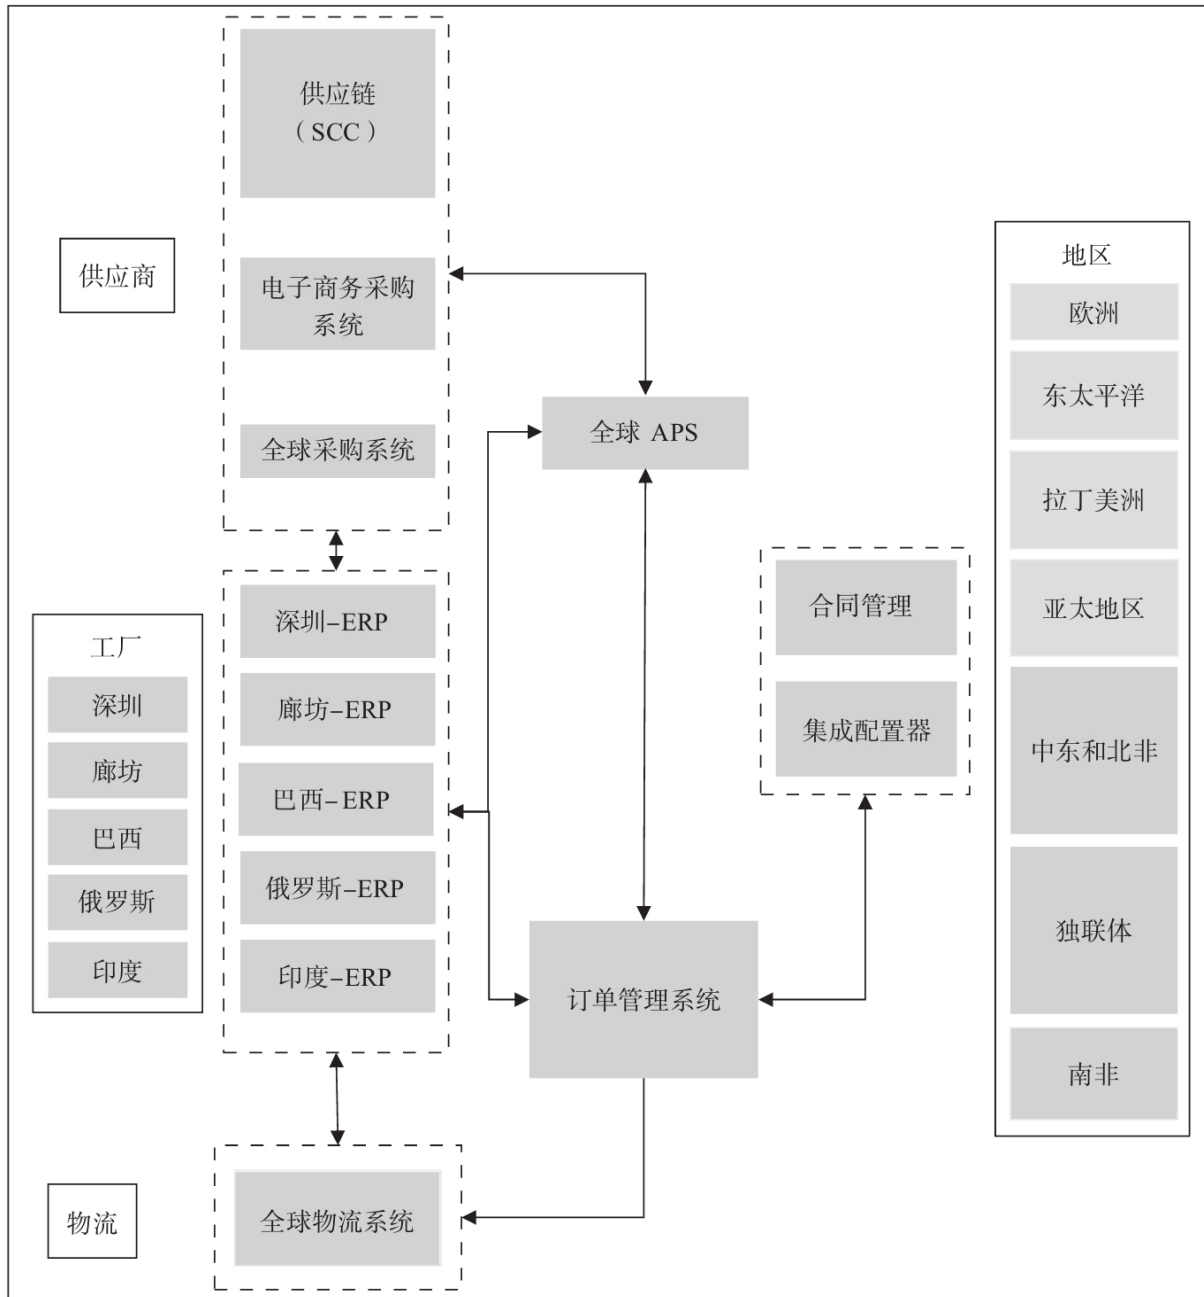 供应链
（SCC）
供应商
电子商务采购
系统
全球采购系统
全球 APS
工厂
深圳
廊坊
巴西
俄罗斯
印度
深圳–ERP
廊坊–ERP
巴西–ERP
俄罗斯–ERP
印度–ERP
合同管理
集成配置器
订单管理系统
物流
全球物流系统
地区
欧洲
东太平洋
拉丁美洲
亚太地区
中东和北非
独联体
南非